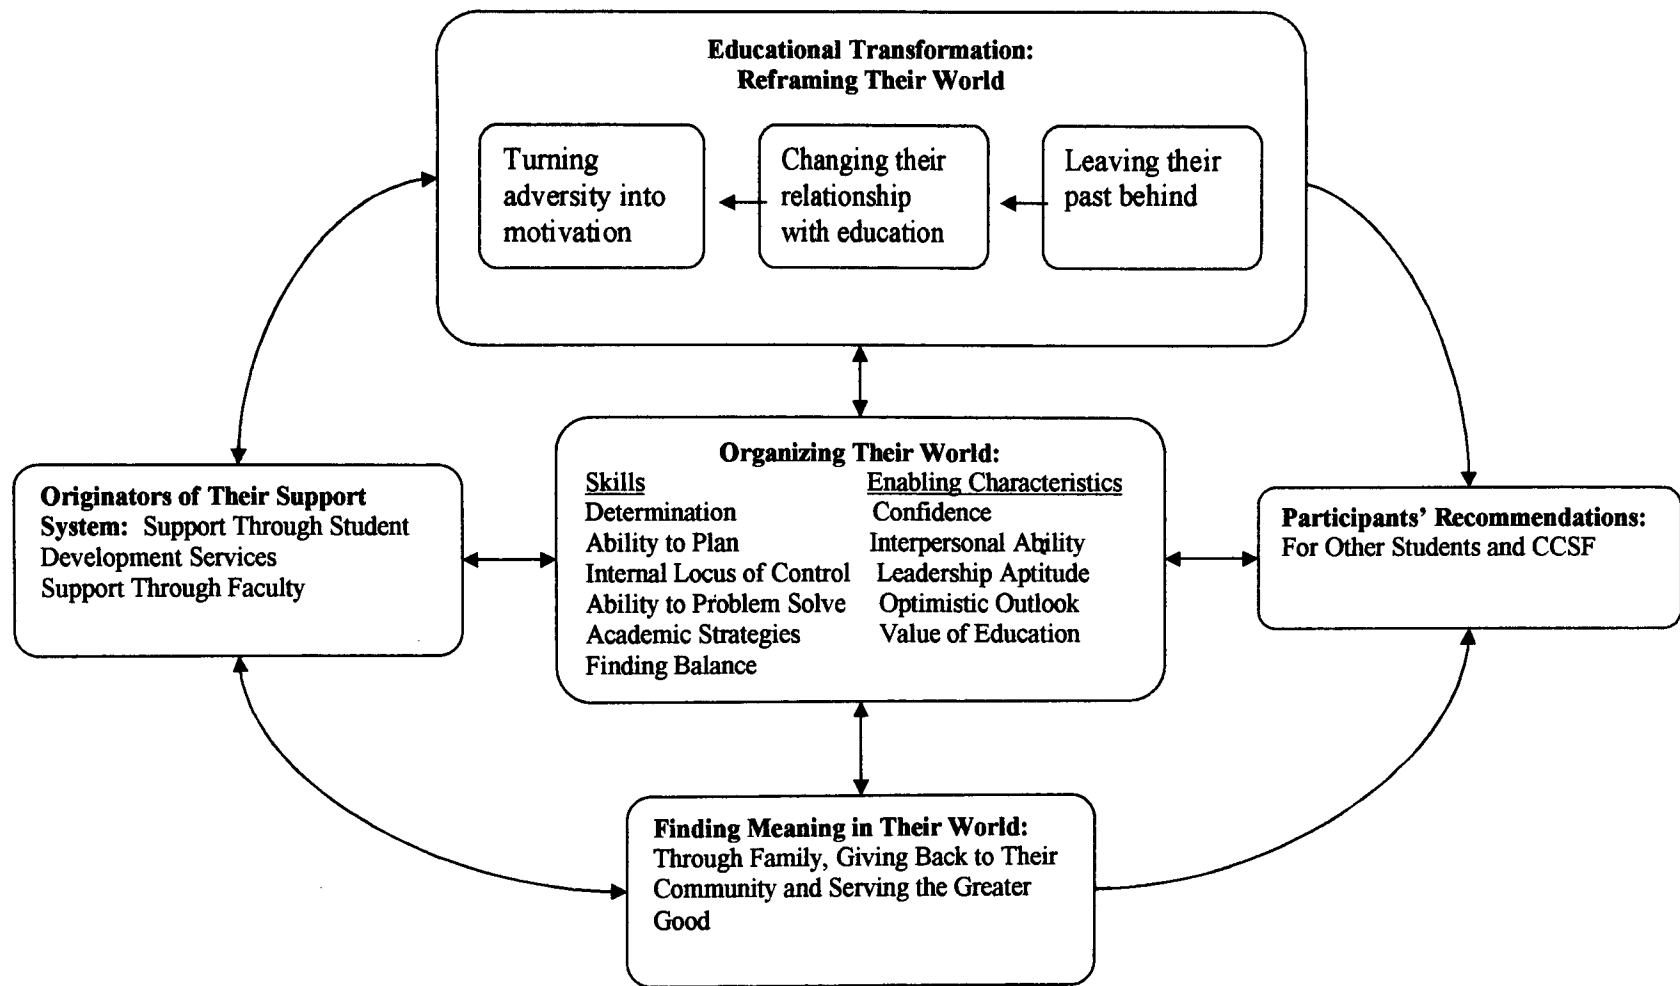 Educational Transformation:
Reframing Their World
Turning
adversity into
motivation
Changing their
relationship
with education
Leaving their
past behind
Originators of Their Support
System: Support Through Student
Development Services
Support Through Faculty
Organizing Their World:
Skills
Determination
Ability to Plan
Internal Locus of Control
Ability to Problem Solve
Academic Strategies
Finding Balance
Enabling Characteristics
Confidence
Interpersonal Ability
Leadership Aptitude
Optimistic Outlook
Value of Education
Participants' Recommendations:
For Other Students and CCSF
Finding Meaning in Their World:
Through Family, Giving Back to Their
Community and Serving the Greater
Good